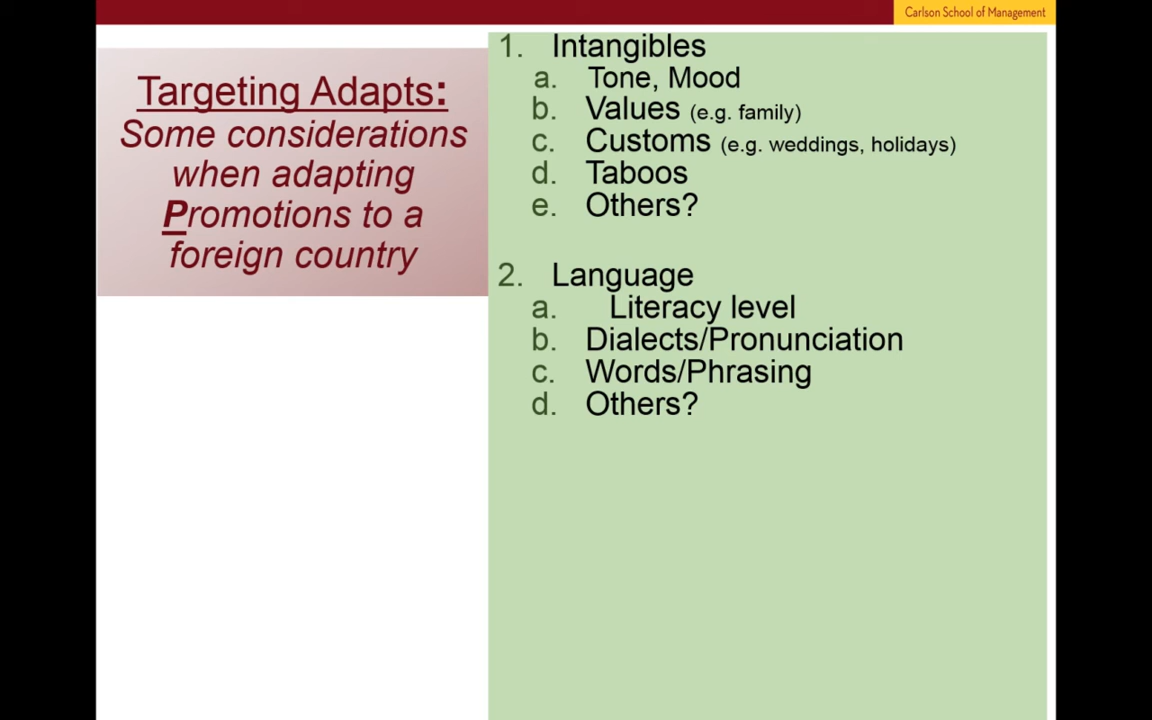 Carlson School of Management
Targeting Adapts:
Some considerations
when adapting
Promotions to a
foreign country
1. Intangibles
a. Tone, Mood
b. Values (e.g. family)
c. Customs (e.g. weddings, holidays)
d. Taboos
e. Others?
2. Language
a. Literacy level
b. Dialects/Pronunciation
c. Words/Phrasing
d. Others?